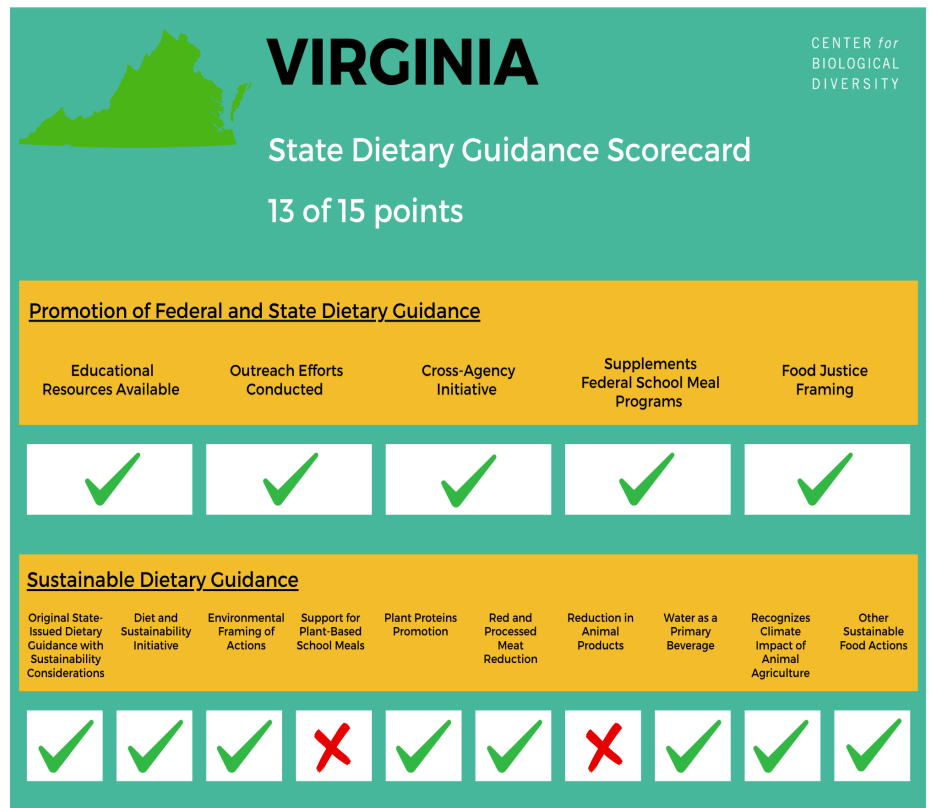 VIRGINIA
CENTER for
BIOLOGICAL
DIVERSITY
State Dietary Guidance Scorecard
13 of 15 points
Promotion of Federal and State Dietary Guidance
Educational
Resources Available
Outreach Efforts
Conducted
Cross-Agency
Initiative
Supplements
Federal School Meal
Programs
Food Justice
Framing
Sustainable Dietary Guidance
Original State-
Issued Dietary
Guidance with
Sustainability
Considerations
Diet and
Sustainability
Initiative
Environmental
Framing of
Actions
Support for
Plant-Based
School Meals
Plant Proteins
Promotion
Red and
Processed
Meat
Reduction
Reduction in
Animal
Products
Water as a
Primary
Beverage
Recognizes
Climate
Impact of
Animal
Agriculture
Other
Sustainable
Food Actions